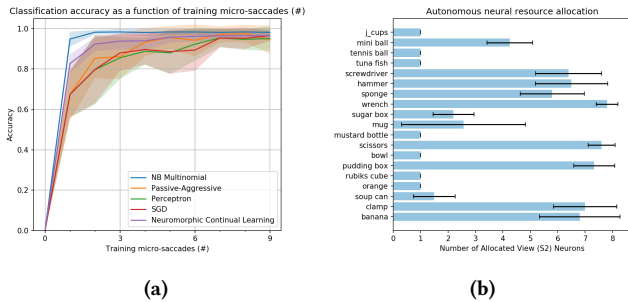 Classification accuracy as a function of training micro-saccades (#)
1.0
0.8
0.6
0.4
0.2
0.0
Accuracy
NB Multinomial
Passive-Aggressive
Perceptron
SGD
Neuromorphic Continual Learning
0 3 6 9
Training micro-saccades (#)
(a)
Autonomous neural resource allocation
j_cups
mini ball
tennis ball
tuna fish
screwdriver
hammer
sponge
wrench
sugar box
mug
mustard bottle
scissors
bowl
pudding box
rubiks cube
orange
soup can
clamp
banana
0 1 2 3 4 5 6 7 8
Number of Allocated View (S2) Neurons
(b)